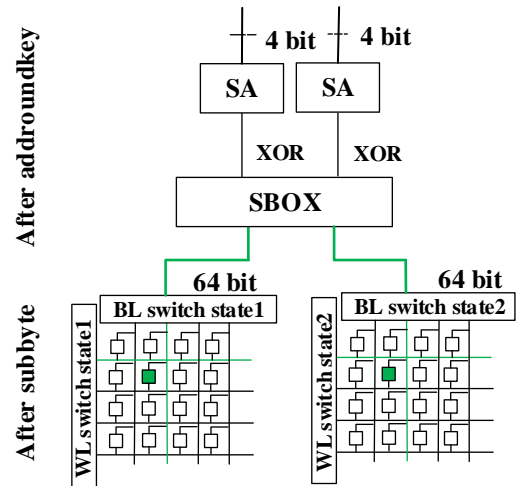 4 bit
4 bit
SA
SA
XOR
XOR
After addroundkey
SBOX
64 bit
64 bit
BL switch state1
BL switch state2
WL switch state1
WL switch state2
After subbyte